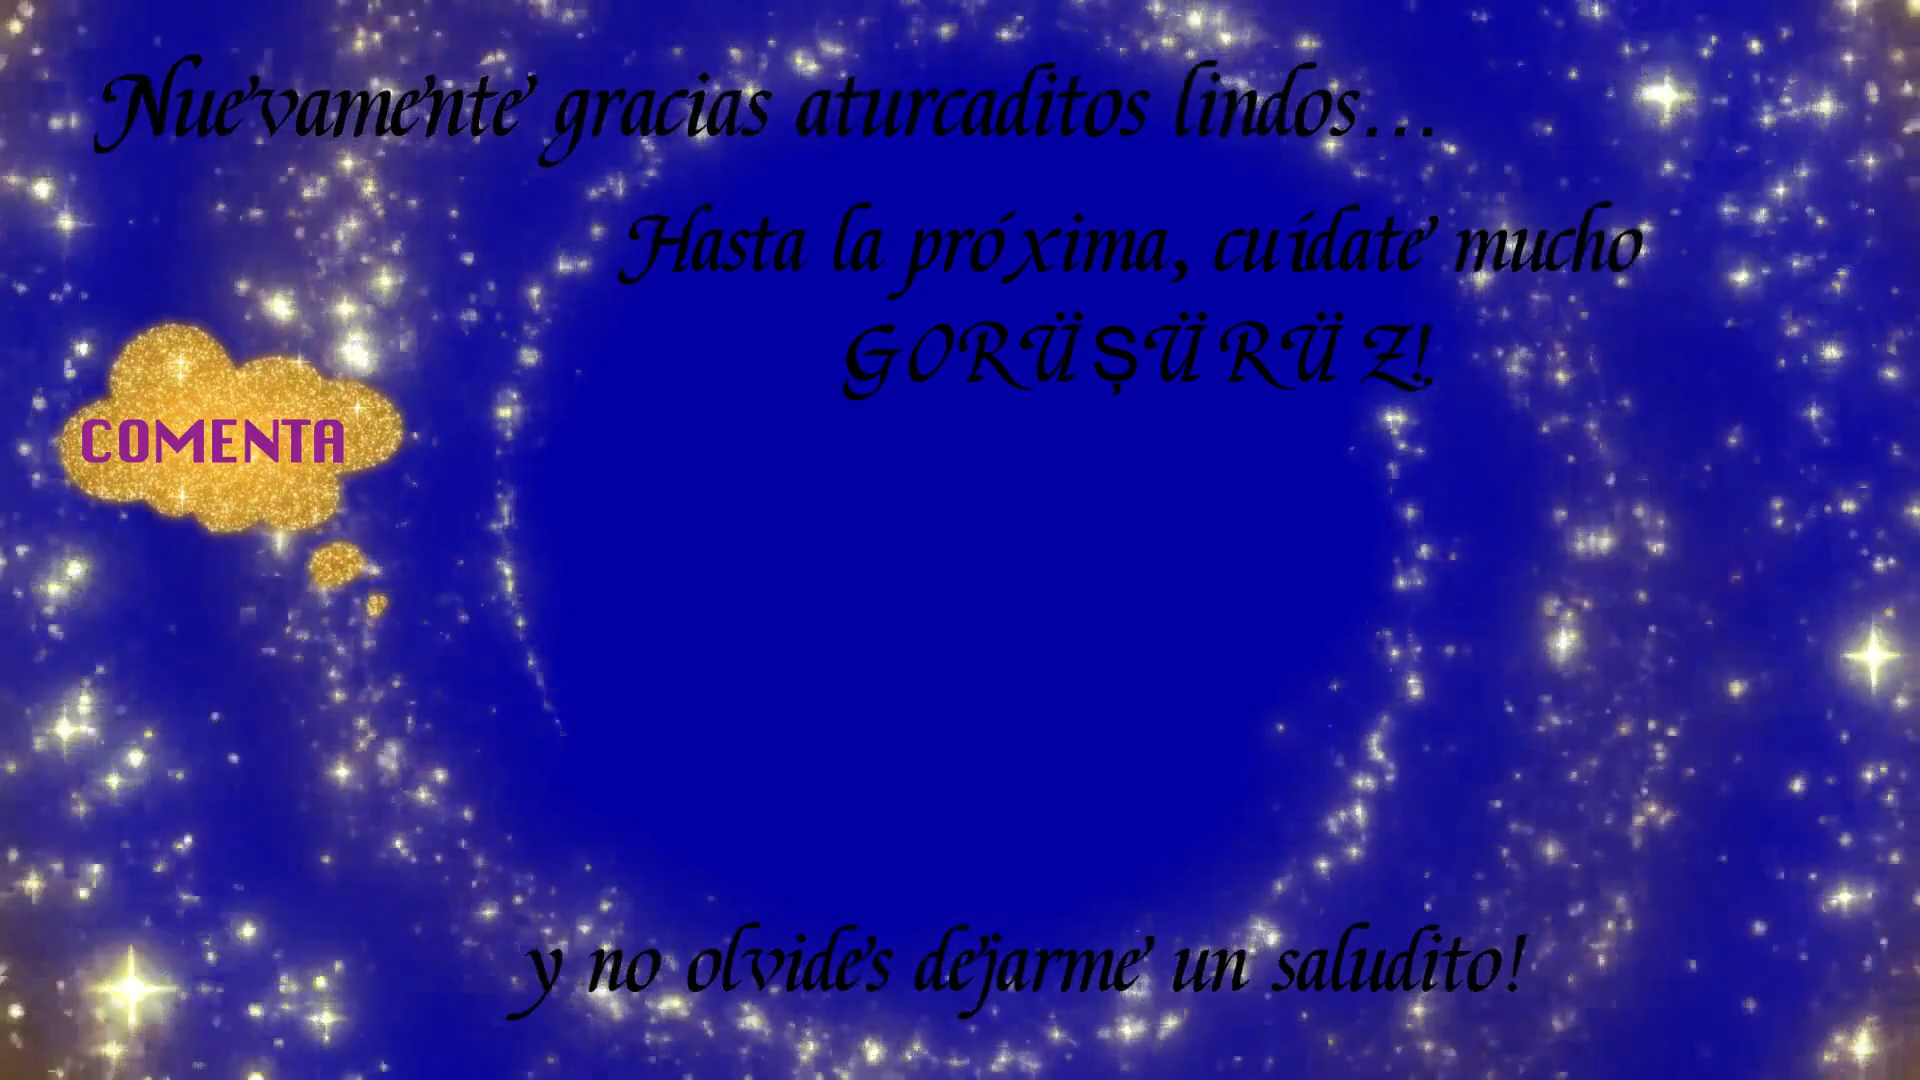 Nuevamente gracias aturcaditos lindos...
Hasta la próxima, cuídate mucho
GORÜŞÜRÜZ!
COMENTA
y no olvides dejarme un saludito!